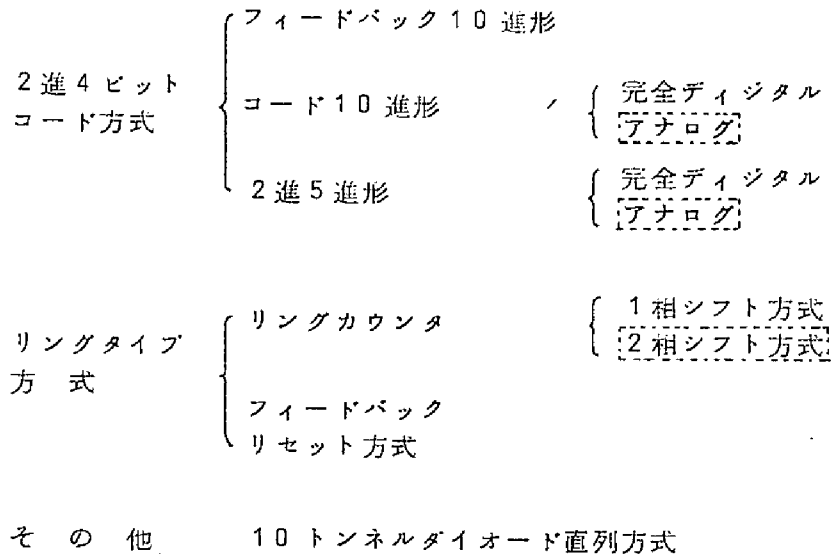 フィードバック10進形
2進4ビット
コード方式
コード10進形
完全ディジタル
アナログ
2進5進形
完全ディジタル
アナログ
リングタイプ
方 式
リングカウンタ
1相シフト方式
2相シフト方式
フィードバック
リセット方式
そ の 他 10トンネルダイオード直列方式